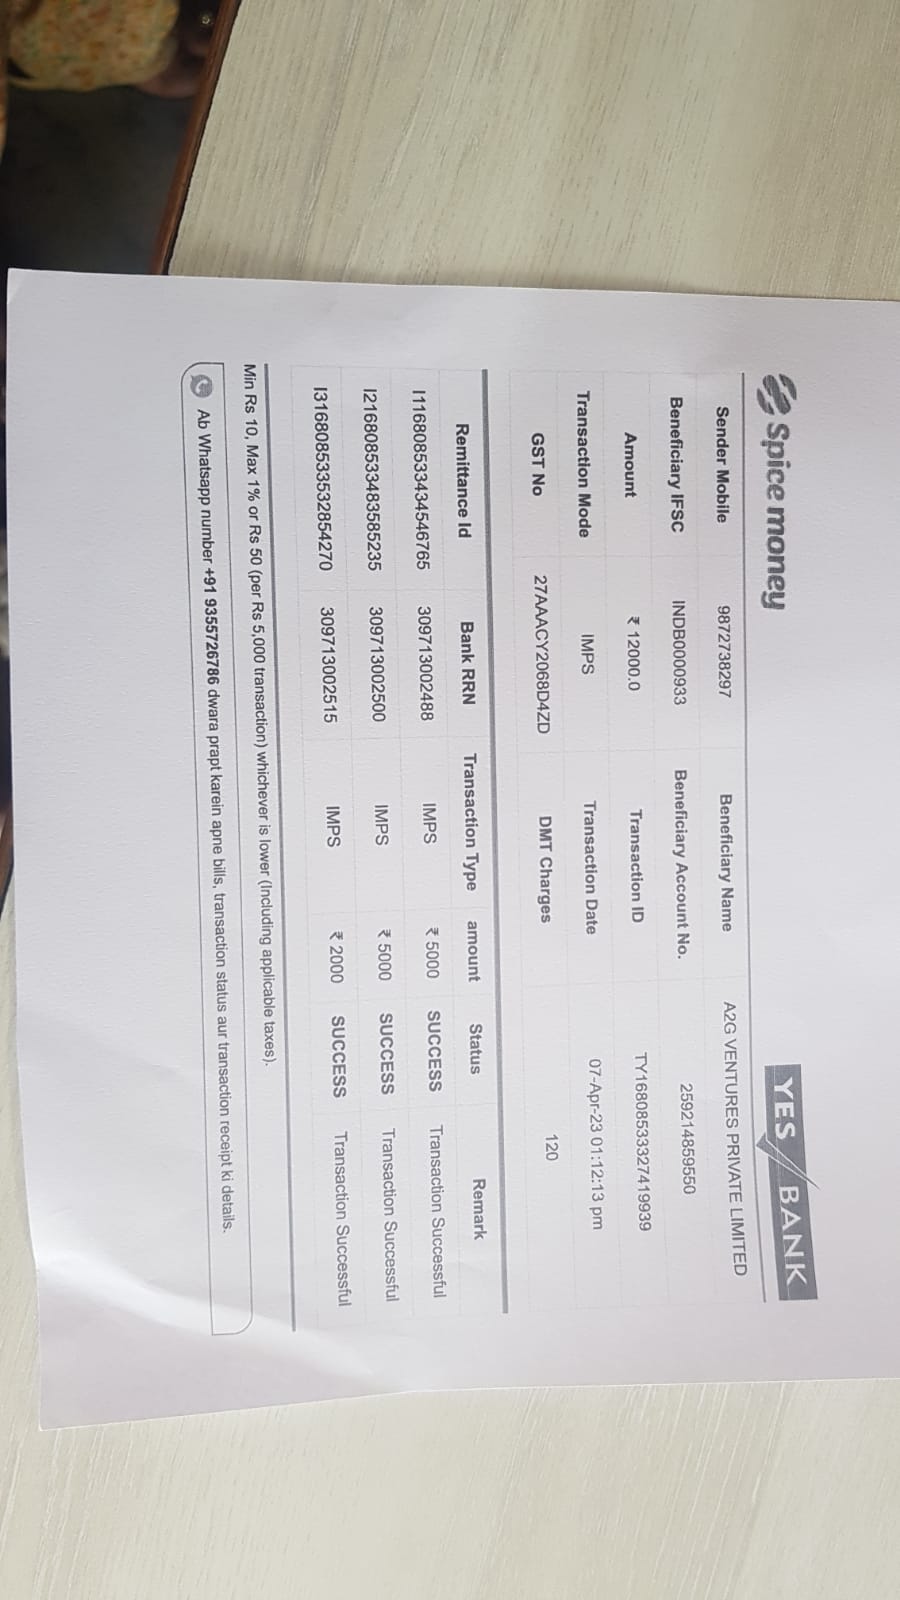 Spice money YES BANK
Sender Mobile 9872738297 Beneficiary Name A2G VENTURES PRIVATE LIMITED
Beneficiary IFSC INDB0000933 Beneficiary Account No. 259214859550
Amount ₹ 12000.0 Transaction ID TY1680853332741993​9
Transaction Mode IMPS Transaction Date 07-Apr-23 01:12:13 pm
GST No 27AAACY2068D4ZD DMT Charges 120
Remittance Id Bank RRN Transaction Type amount Status Remark
I1168085333434546765 309713002488 IMPS ₹ 5000 SUCCESS Transaction Successful
I2168085333483585235 309713002500 IMPS ₹ 5000 SUCCESS Transaction Successful
I3168085333532854270 309713002515 IMPS ₹ 2000 SUCCESS Transaction Successful
Min Rs 10, Max 1% or Rs 50 (per Rs 5,000 transaction) whichever is lower (Including applicable taxes).
Ab Whatsapp number +91 9355726786 dwara prapt karein apne bills, transaction status aur transaction receipt ki details.